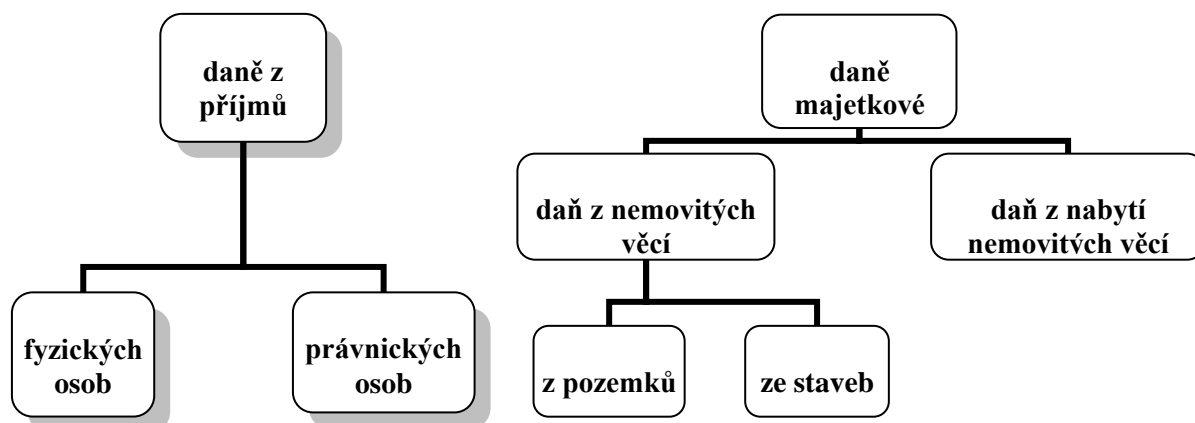 daně z
příjmů
daně
majetkové
daň z nemovitých
věcí
daň z nabytí
nemovitých věcí
fyzických
osob
právnických
osob
z pozemků
ze staveb